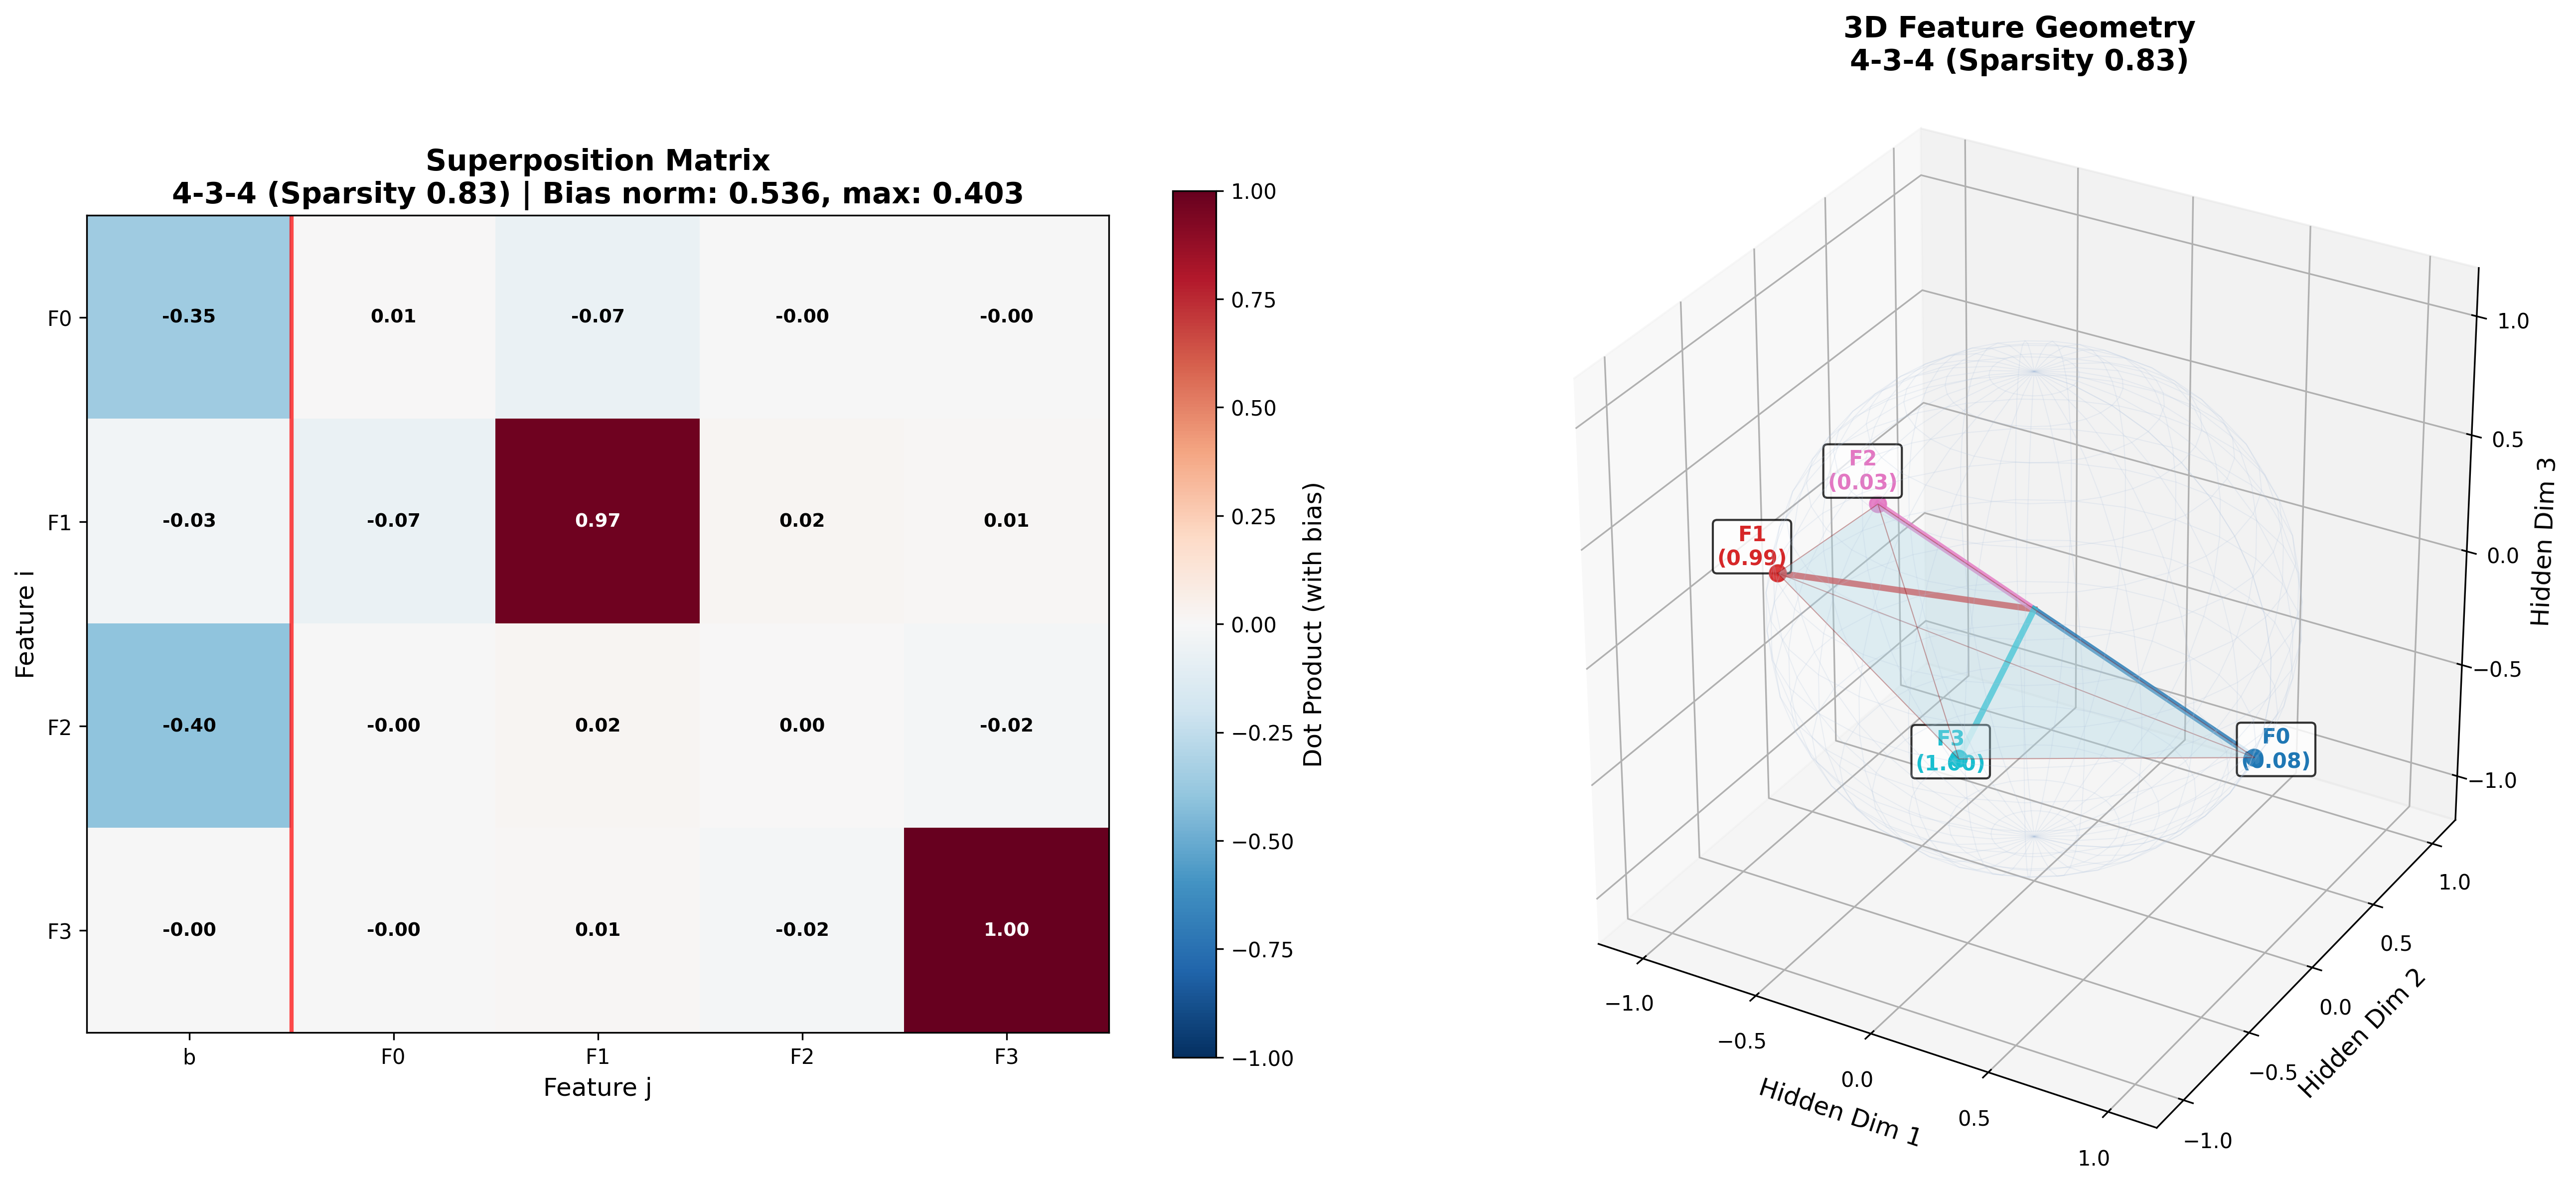 Superposition Matrix
4-3-4 (Sparsity 0.83) | Bias norm: 0.536, max: 0.403
Feature i
F0
F1
F2
F3
-0.35 0.01 -0.07 -0.00 -0.00
-0.03 -0.07 0.97 0.02 0.01
-0.40 -0.00 0.02 0.00 -0.02
-0.00 -0.00 0.01 -0.02 1.00
b F0 F1 F2 F3
Feature j
1.00
0.75
0.50
0.25
0.00
−0.25
−0.50
−0.75
−1.00
Dot Product (with bias)
3D Feature Geometry
4-3-4 (Sparsity 0.83)
F2
(0.03)
F1
(0.99)
F3
(1.00)
F0
(0.08)
1.0
0.5
0.0
−0.5
−1.0
Hidden Dim 3
1.0
0.5
0.0
−0.5
−1.0
Hidden Dim 2
−1.0
−0.5
0.0
0.5
1.0
Hidden Dim 1